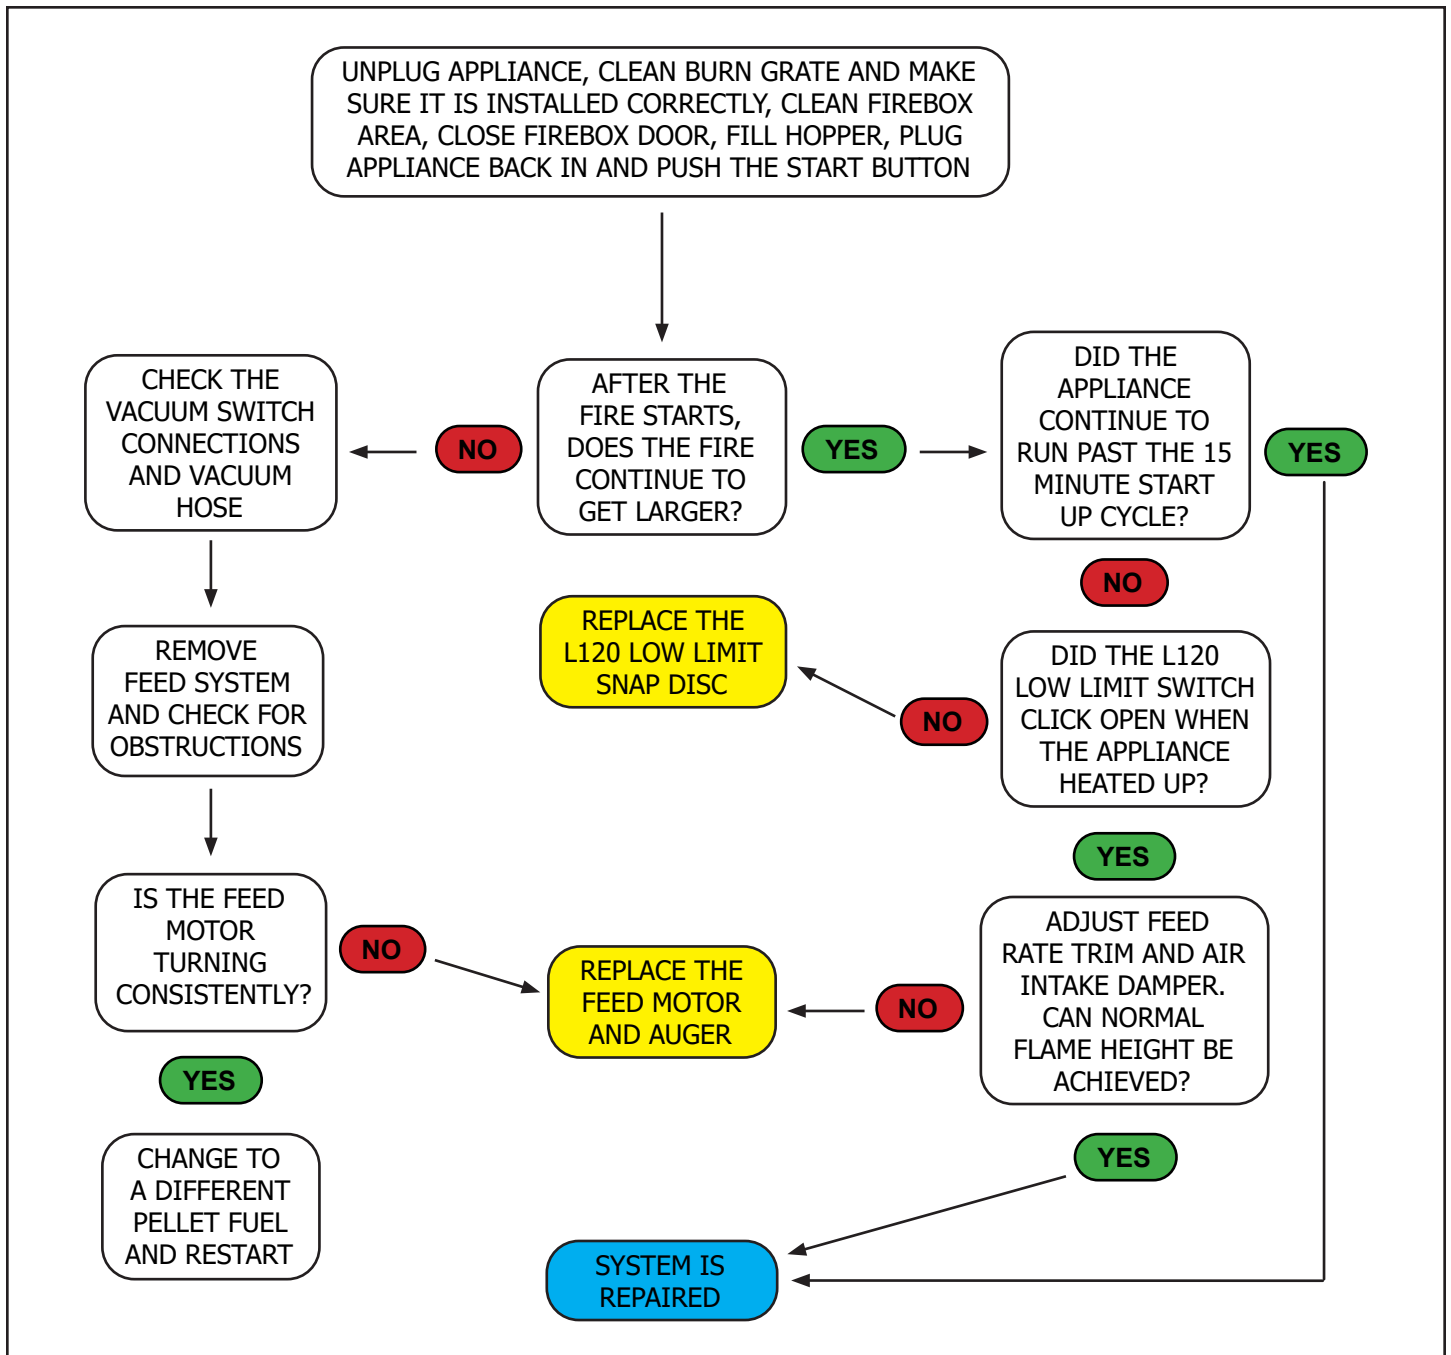 UNPLUG APPLIANCE, CLEAN BURN GRATE AND MAKE
SURE IT IS INSTALLED CORRECTLY, CLEAN FIREBOX
AREA, CLOSE FIREBOX DOOR, FILL HOPPER, PLUG
APPLIANCE BACK IN AND PUSH THE START BUTTON
CHECK THE
VACUUM SWITCH
CONNECTIONS
AND VACUUM
HOSE
NO
AFTER THE
FIRE STARTS,
DOES THE FIRE
CONTINUE TO
GET LARGER?
YES
DID THE
APPLIANCE
CONTINUE TO
RUN PAST THE 15
MINUTE START
UP CYCLE?
YES
NO
REMOVE
FEED SYSTEM
AND CHECK FOR
OBSTRUCTIONS
REPLACE THE
L120 LOW LIMIT
SNAP DISC
NO
DID THE L120
LOW LIMIT SWITCH
CLICK OPEN WHEN
THE APPLIANCE
HEATED UP?
YES
IS THE FEED
MOTOR
TURNING
CONSISTENTLY?
NO
REPLACE THE
FEED MOTOR
AND AUGER
NO
ADJUST FEED
RATE TRIM AND AIR
INTAKE DAMPER.
CAN NORMAL
FLAME HEIGHT BE
ACHIEVED?
YES
YES
CHANGE TO
A DIFFERENT
PELLET FUEL
AND RESTART
SYSTEM IS
REPAIRED